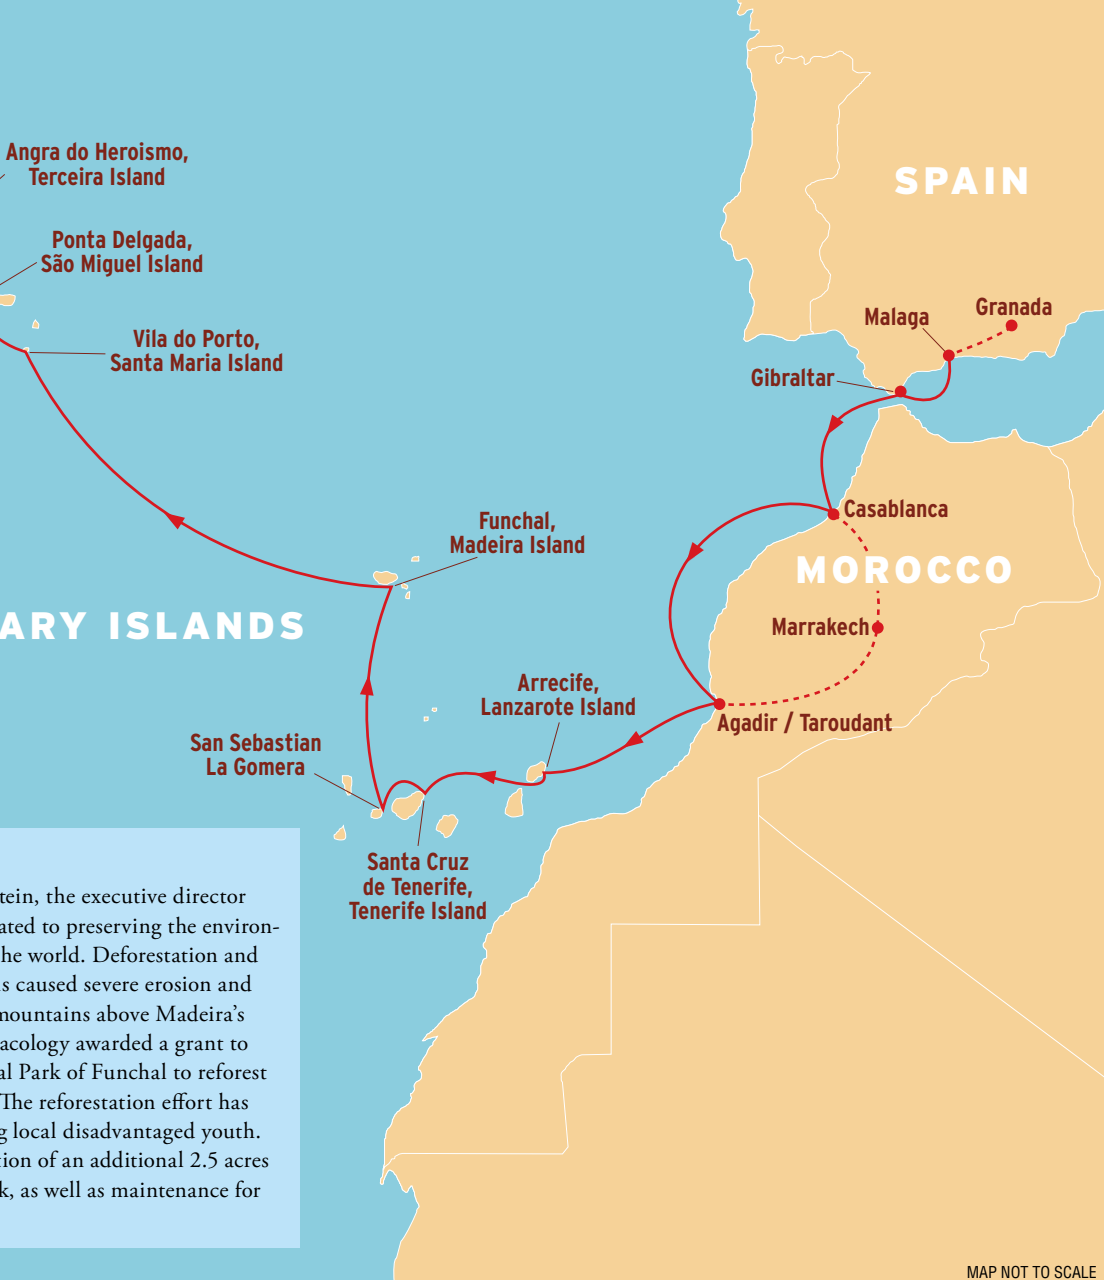 SPAIN
Angra do Heroismo,
Terceira Island
Ponta Delgada,
São Miguel Island
Granada
Malaga
Vila do Porto,
Santa Maria Island
Gibraltar
Casablanca
Funchal,
Madeira Island
MOROCCO
ARY ISLANDS
Marrakech
Arrecife,
Lanzarote Island
Agadir / Taroudant
San Sebastian
La Gomera
Santa Cruz
de Tenerife,
Tenerife Island
tein, the executive director
ated to preserving the environ-
he world. Deforestation and
s caused severe erosion and
mountains above Madeira’s
acology awarded a grant to
al Park of Funchal to reforest
The reforestation effort has
g local disadvantaged youth.
tion of an additional 2.5 acres
k, as well as maintenance for
MAP NOT TO SCALE